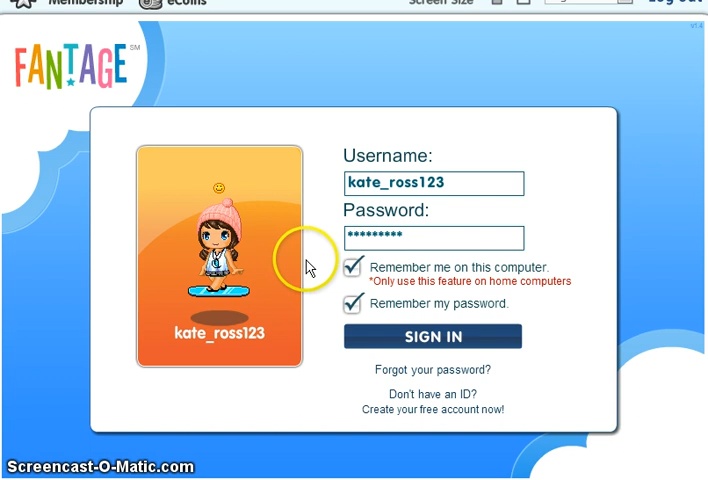 Membership
eCoins
Screen Size
Log Out
FANTAGE SM
Username:
kate_ross123
Password:
*********
Remember me on this computer.
*Only use this feature on home computers
Remember my password.
SIGN IN
Forgot your password?
Don't have an ID?
Create your free account now!
kate_ross123
Screencast-O-Matic.com